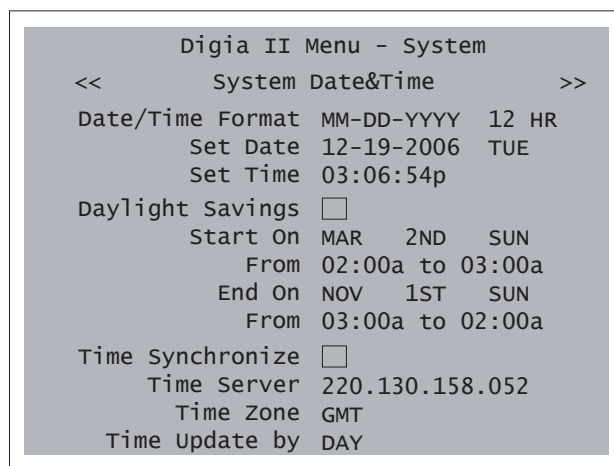 Digia II Menu - System
<< System Date&Time >>
Date/Time Format MM-DD-YYYY 12 HR
Set Date 12-19-2006 TUE
Set Time 03:06:54p
Daylight Savings
Start On MAR 2ND SUN
From 02:00a to 03:00a
End On NOV 1ST SUN
From 03:00a to 02:00a
Time Synchronize
Time Server 220.130.158.052
Time Zone GMT
Time Update by DAY